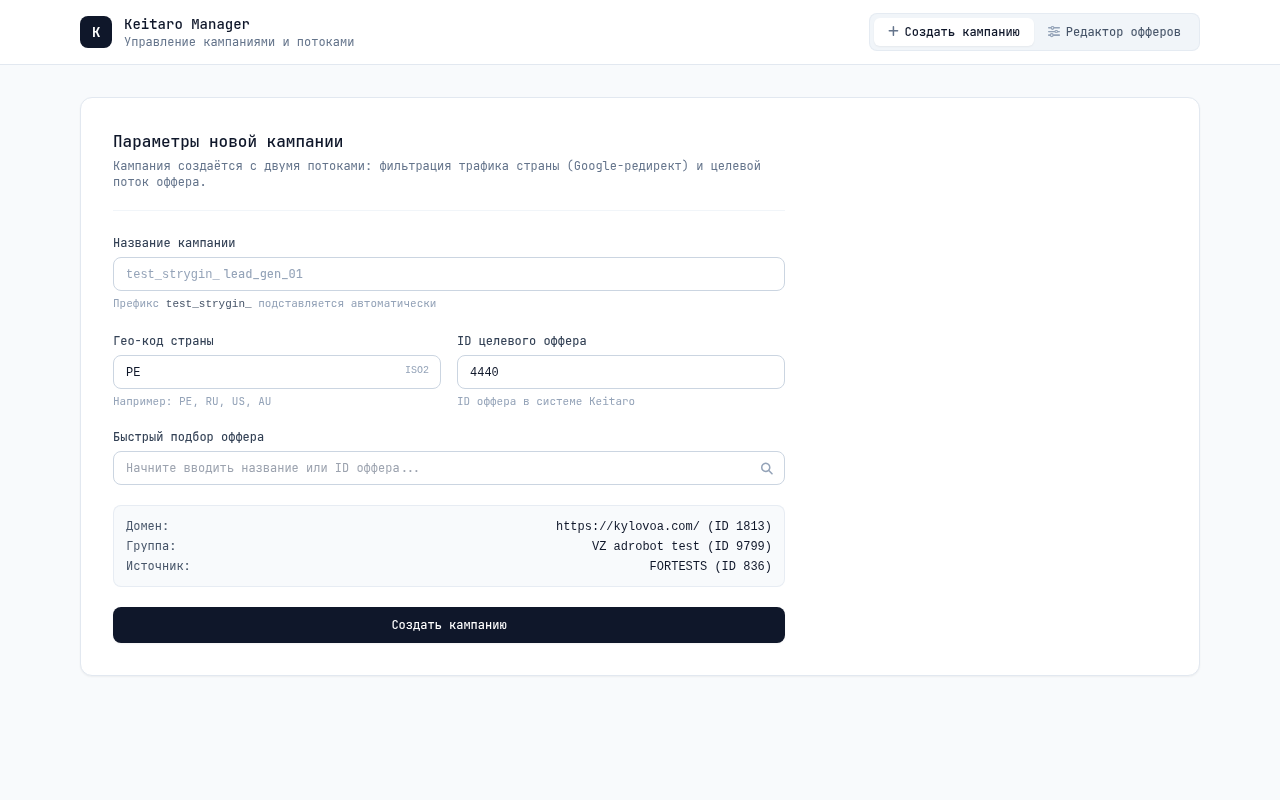 K
Keitaro Manager
Управление кампаниями и потоками
Создать кампанию
Редактор офферов
Параметры новой кампании
Кампания создаётся с двумя потоками: фильтрация трафика страны (Google-редирект) и целевой
поток оффера.
Название кампании
test_strygin_ lead_gen_01
Префикс test_strygin_ подставляется автоматически
Гео-код страны
ID целевого оффера
PE
ISO2
4440
Например: PE, RU, US, AU
ID оффера в системе Keitaro
Быстрый подбор оффера
Начните вводить название или ID оффера...
Домен: https://kylovoa.com/ (ID 1813)
Группа: VZ adrobot test (ID 9799)
Источник: FORTESTS (ID 836)
Создать кампанию